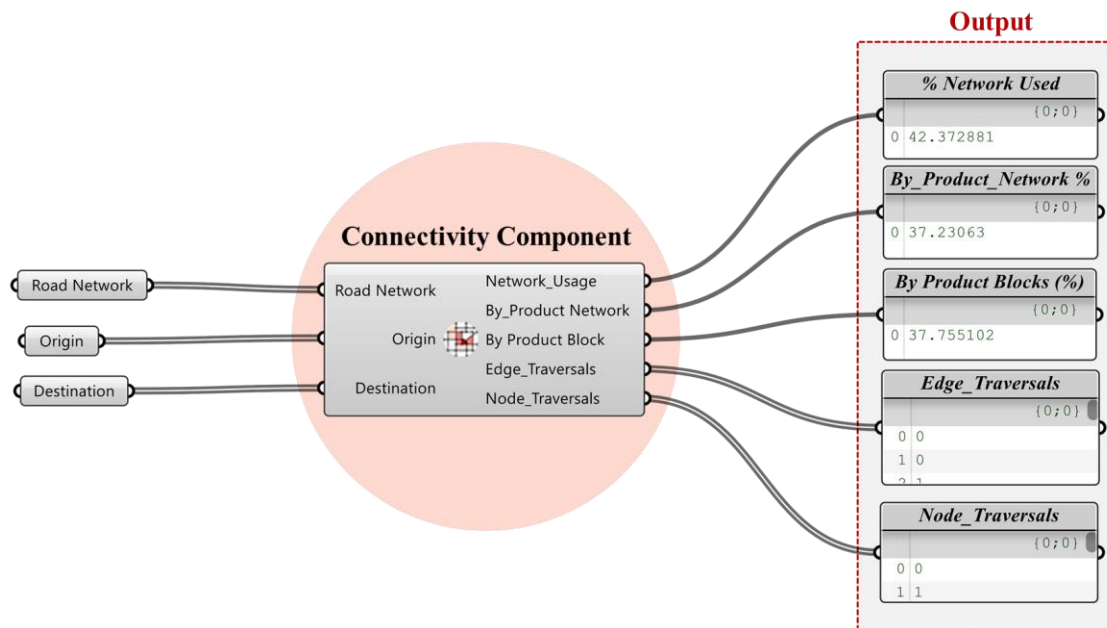 Output
% Network Used
{0;0}
0 42.372881
By_Product_Network %
{0;0}
0 37.23063
By Product Blocks (%)
{0;0}
0 37.755102
Edge_Traversals
{0;0}
0 0
1 0
2 1
Node_Traversals
{0;0}
0 0
1 1
Connectivity Component
Road Network
Origin
Destination
Road Network
Origin
Destination
Network_Usage
By_Product Network
By Product Block
Edge_Traversals
Node_Traversals